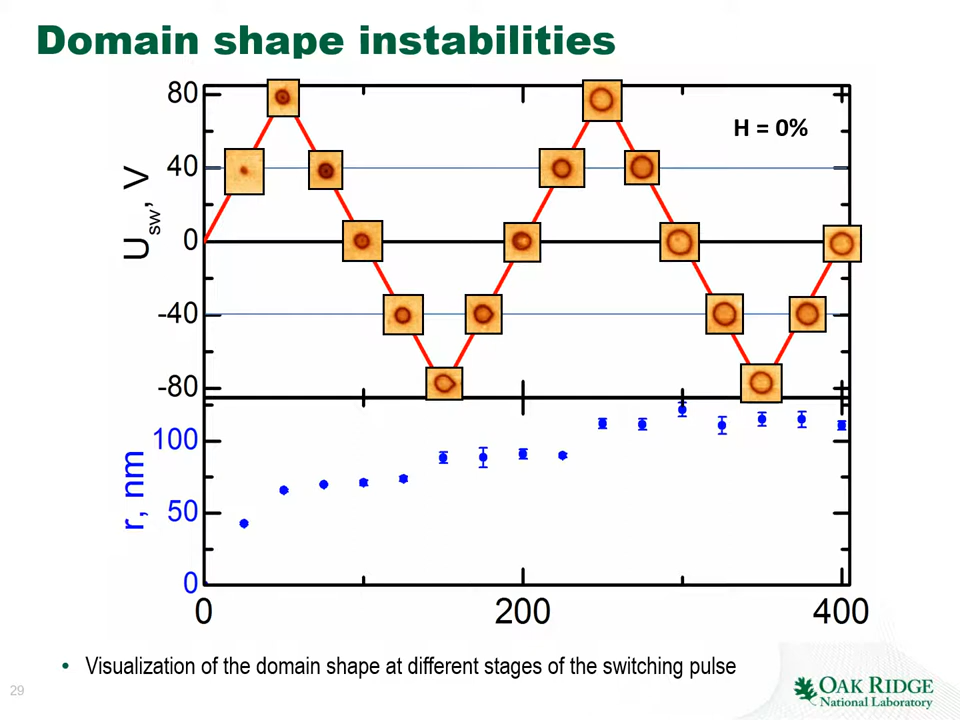 Domain shape instabilities
H = 0%
80
40
0
-40
-80
Usw, V
100
50
0
r, nm
0 200 400
• Visualization of the domain shape at different stages of the switching pulse
29
OAK RIDGE
National Laboratory